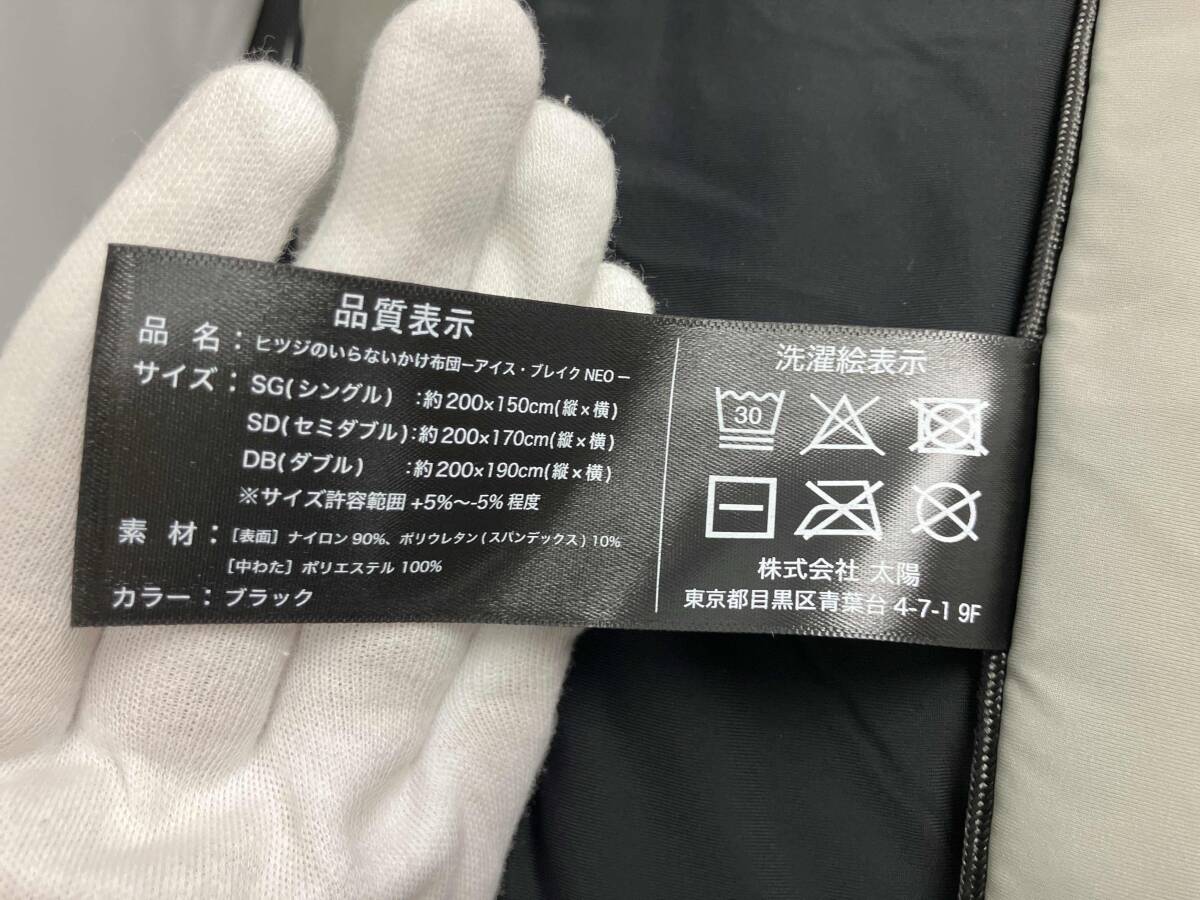 品質表示
品 名：ヒツジのいらないかけ布団ーアイス・ブレイク NEO ー
サイズ：SG(シングル) ：約200×150cm(縦×横)
SD(セミダブル)：約200×170cm(縦×横)
DB(ダブル) ：約200×190cm(縦×横)
※サイズ許容範囲 +5%～-5% 程度
素 材：［表面］ナイロン 90%、ポリウレタン(スパンデックス) 10%
［中わた］ポリエステル 100%
カラー：ブラック
洗濯絵表示
30
株式会社 太陽
東京都目黒区青葉台 4-7-1 9F